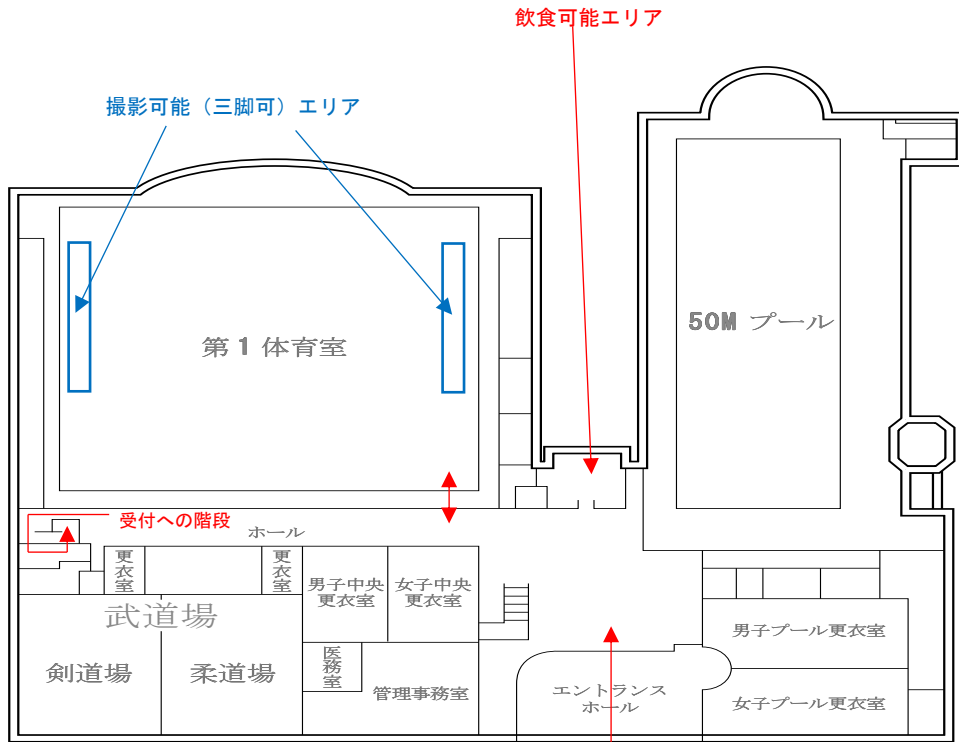 飲食可能エリア
撮影可能（三脚可）エリア
50M プール
第1体育室
受付への階段
ホール
更衣室
更衣室
男子中央
更衣室
女子中央
更衣室
武道場
剣道場
柔道場
医務室
管理事務室
エントランス
ホール
男子プール更衣室
女子プール更衣室